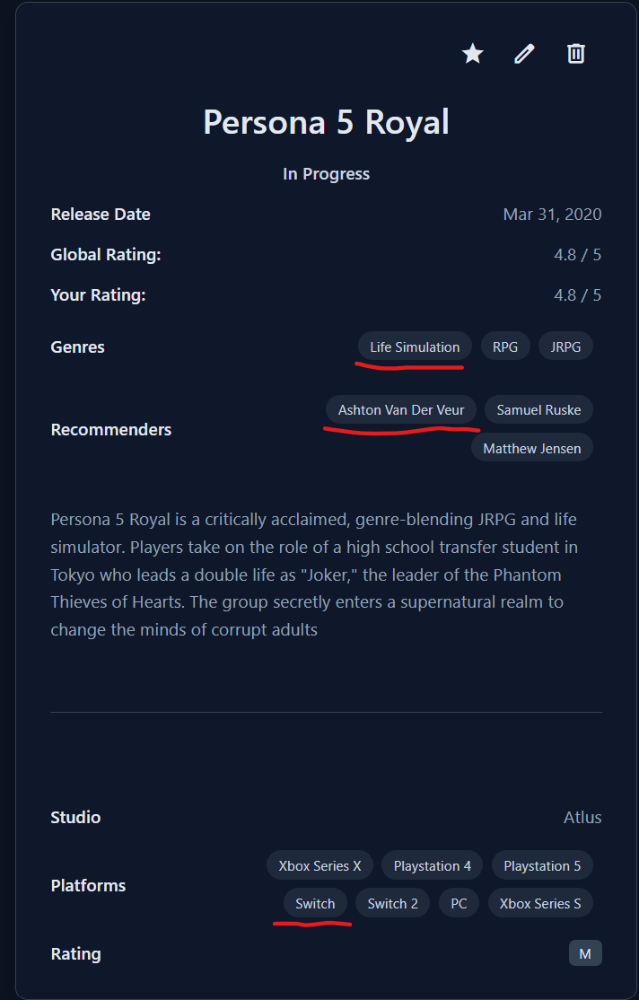 Persona 5 Royal
In Progress
Release Date Mar 31, 2020
Global Rating: 4.8 / 5
Your Rating: 4.8 / 5
Genres Life Simulation RPG JRPG
Recommenders Ashton Van Der Veur Samuel Ruske
Matthew Jensen
Persona 5 Royal is a critically acclaimed, genre-blending JRPG and life
simulator. Players take on the role of a high school transfer student in
Tokyo who leads a double life as "Joker," the leader of the Phantom
Thieves of Hearts. The group secretly enters a supernatural realm to
change the minds of corrupt adults
Studio Atlus
Platforms Xbox Series X Playstation 4 Playstation 5
Switch Switch 2 PC Xbox Series S
Rating M